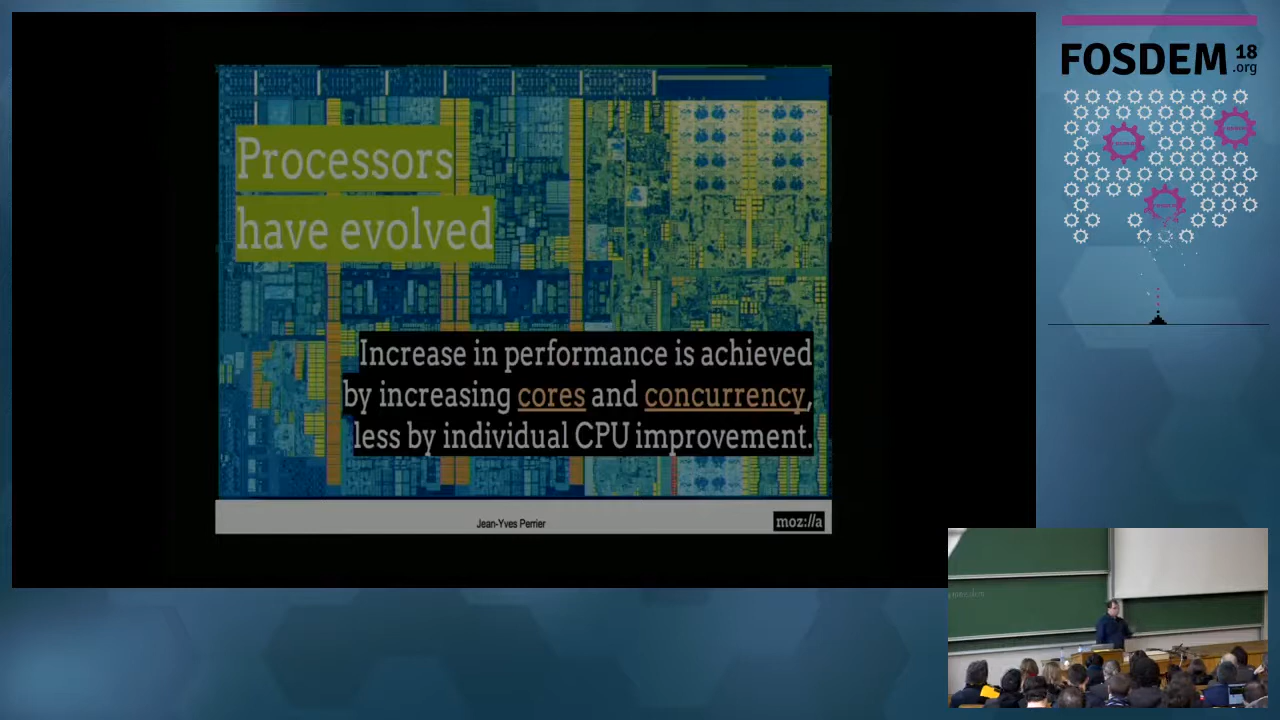 Processors
have evolved
Increase in performance is achieved
by increasing cores and concurrency,
less by individual CPU improvement.
Jean-Yves Perrier
moz://a
FOSDEM 18
.org